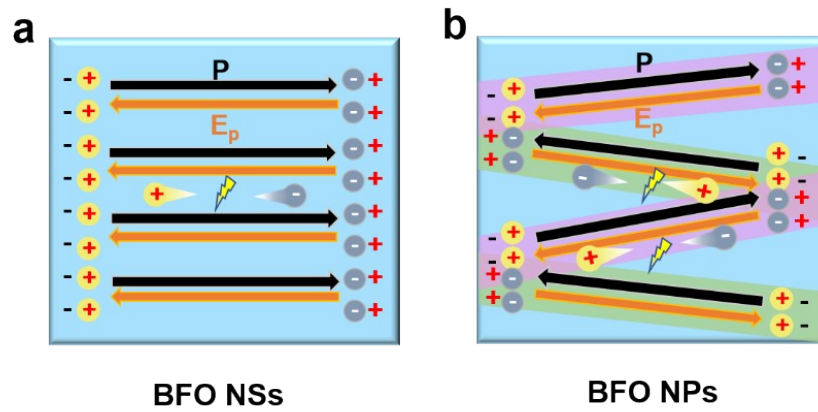 a
b
P
E_p
P
E_p
- + - +
- + - +
- + - +
- + - +
+ -
- + - +
- + - +
- + - +
- + - +
- + - +
- + - +
+ - + -
+ - + -
- +
- +
- +
- + + -
- +
+ -
+ - + -
+ -
BFO NSs
BFO NPs